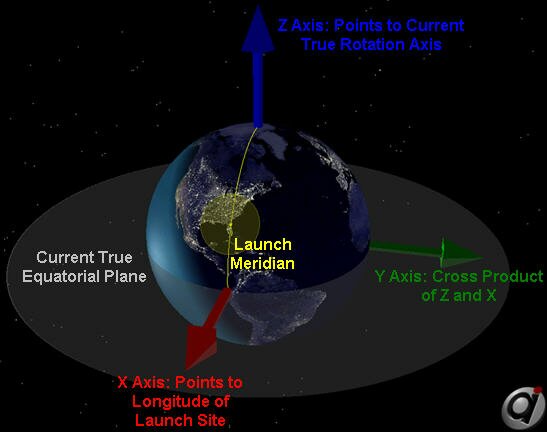 Z Axis: Points to Current
True Rotation Axis
Launch
Meridian
Current True
Equatorial Plane
Y Axis: Cross Product
of Z and X
X Axis: Points to
Longitude of
Launch Site